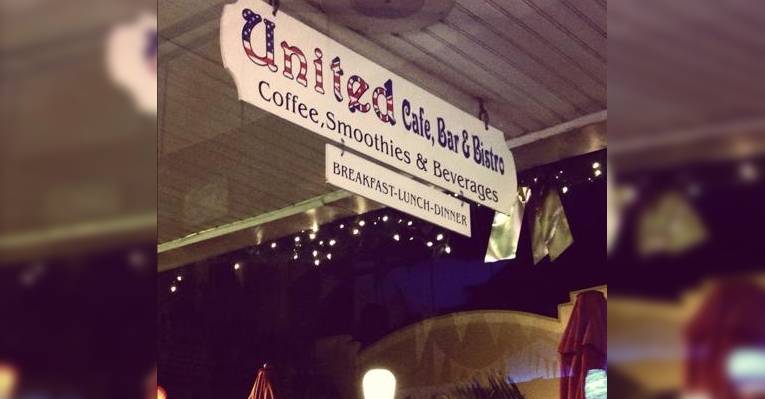 United Cafe, Bar & Bistro
Coffee, Smoothies & Beverages
BREAKFAST-LUNCH-DINNER